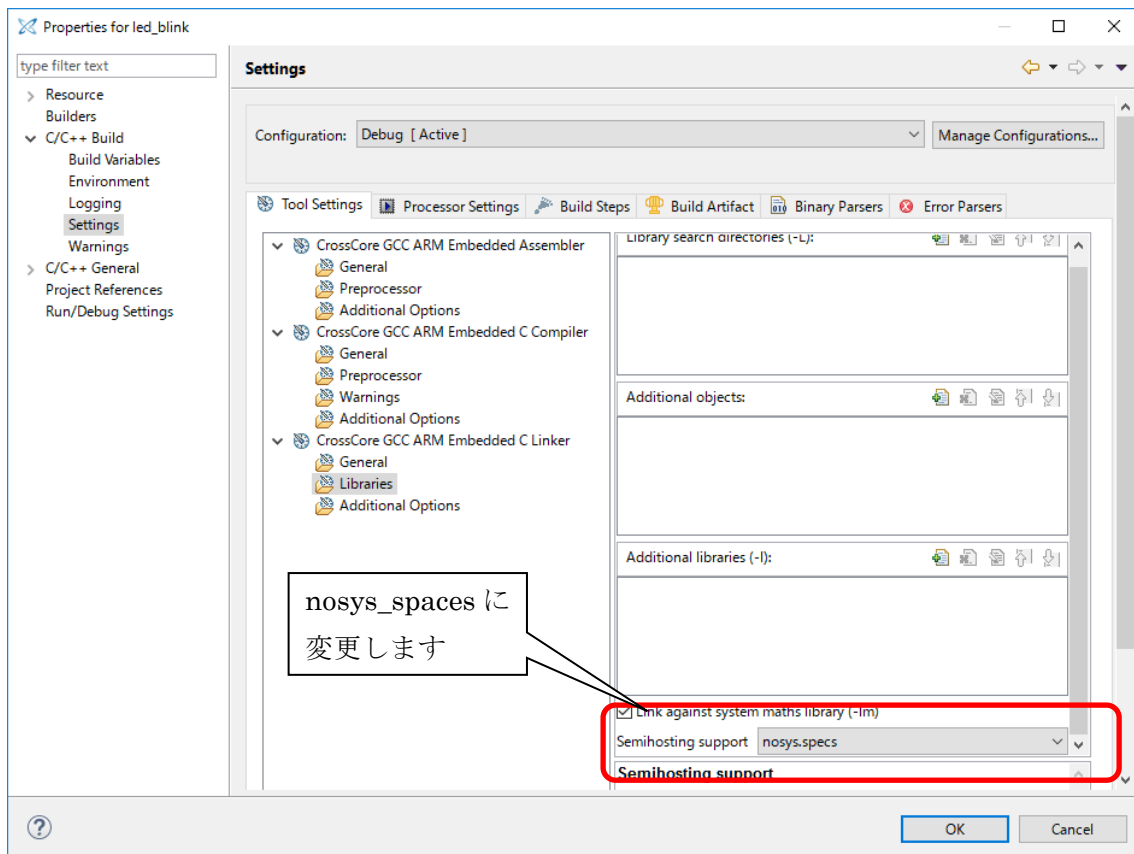 Properties for led_blink
type filter text
Resource
Builders
C/C++ Build
Build Variables
Environment
Logging
Settings
Warnings
C/C++ General
Project References
Run/Debug Settings
Settings
Configuration: Debug [ Active ] Manage Configurations...
Tool Settings Processor Settings Build Steps Build Artifact Binary Parsers Error Parsers
CrossCore GCC ARM Embedded Assembler
General
Preprocessor
Additional Options
CrossCore GCC ARM Embedded C Compiler
General
Preprocessor
Warnings
Additional Options
CrossCore GCC ARM Embedded C Linker
General
Libraries
Additional Options
Library search directories (-L):
Additional objects:
Additional libraries (-l):
nosys_spaces に
変更します
Link against system maths library (-lm)
Semihosting support nosys.specs
Semihosting support
OK Cancel